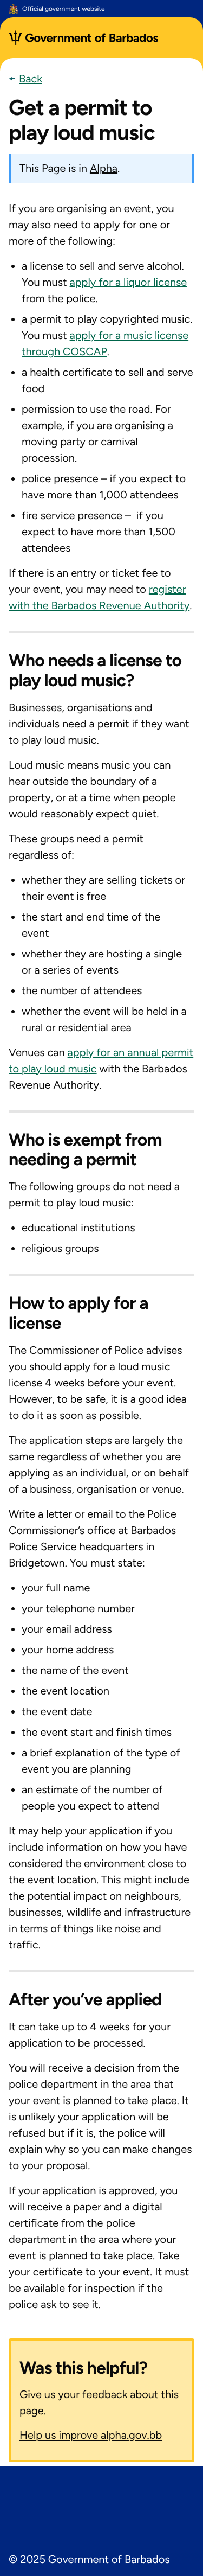 Official government website
Government of Barbados
Back
Get a permit to
play loud music
This Page is in Alpha.
If you are organising an event, you
may also need to apply for one or
more of the following:
• a license to sell and serve alcohol.
You must apply for a liquor license
from the police.
• a permit to play copyrighted music.
You must apply for a music license
through COSCAP.
• a health certificate to sell and serve
food
• permission to use the road. For
example, if you are organising a
moving party or carnival
procession.
• police presence – if you expect to
have more than 1,000 attendees
• fire service presence – if you
expect to have more than 1,500
attendees
If there is an entry or ticket fee to
your event, you may need to register
with the Barbados Revenue Authority.
Who needs a license to
play loud music?
Businesses, organisations and
individuals need a permit if they want
to play loud music.
Loud music means music you can
hear outside the boundary of a
property, or at a time when people
would reasonably expect quiet.
These groups need a permit
regardless of:
• whether they are selling tickets or
their event is free
• the start and end time of the
event
• whether they are hosting a single
or a series of events
• the number of attendees
• whether the event will be held in a
rural or residential area
Venues can apply for an annual permit
to play loud music with the Barbados
Revenue Authority.
Who is exempt from
needing a permit
The following groups do not need a
permit to play loud music:
• educational institutions
• religious groups
How to apply for a
license
The Commissioner of Police advises
you should apply for a loud music
license 4 weeks before your event.
However, to be safe, it is a good idea
to do it as soon as possible.
The application steps are largely the
same regardless of whether you are
applying as an individual, or on behalf
of a business, organisation or venue.
Write a letter or email to the Police
Commissioner’s office at Barbados
Police Service headquarters in
Bridgetown. You must state:
• your full name
• your telephone number
• your email address
• your home address
• the name of the event
• the event location
• the event date
• the event start and finish times
• a brief explanation of the type of
event you are planning
• an estimate of the number of
people you expect to attend
It may help your application if you
include information on how you have
considered the environment close to
the event location. This might include
the potential impact on neighbours,
businesses, wildlife and infrastructure
in terms of things like noise and
traffic.
After you’ve applied
It can take up to 4 weeks for your
application to be processed.
You will receive a decision from the
police department in the area that
your event is planned to take place. It
is unlikely your application will be
refused but if it is, the police will
explain why so you can make changes
to your proposal.
If your application is approved, you
will receive a paper and a digital
certificate from the police
department in the area where your
event is planned to take place. Take
your certificate to your event. It must
be available for inspection if the
police ask to see it.
Was this helpful?
Give us your feedback about this
page.
Help us improve alpha.gov.bb
© 2025 Government of Barbados